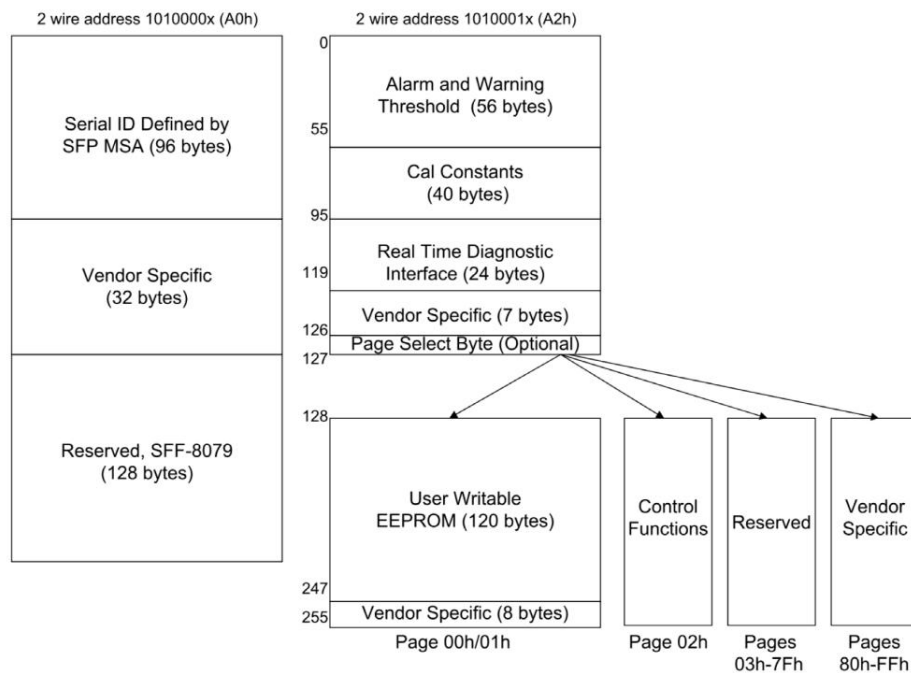 2 wire address 1010000x (A0h)
Serial ID Defined by
SFP MSA (96 bytes)
Vendor Specific
(32 bytes)
Reserved, SFF-8079
(128 bytes)
2 wire address 1010001x (A2h)
0
Alarm and Warning
Threshold (56 bytes)
55
Cal Constants
(40 bytes)
95
Real Time Diagnostic
Interface (24 bytes)
119
Vendor Specific (7 bytes)
126
Page Select Byte (Optional)
127
128
User Writable
EEPROM (120 bytes)
247
Vendor Specific (8 bytes)
255
Page 00h/01h
Control
Functions
Page 02h
Reserved
Pages
03h-7Fh
Vendor
Specific
Pages
80h-FFh